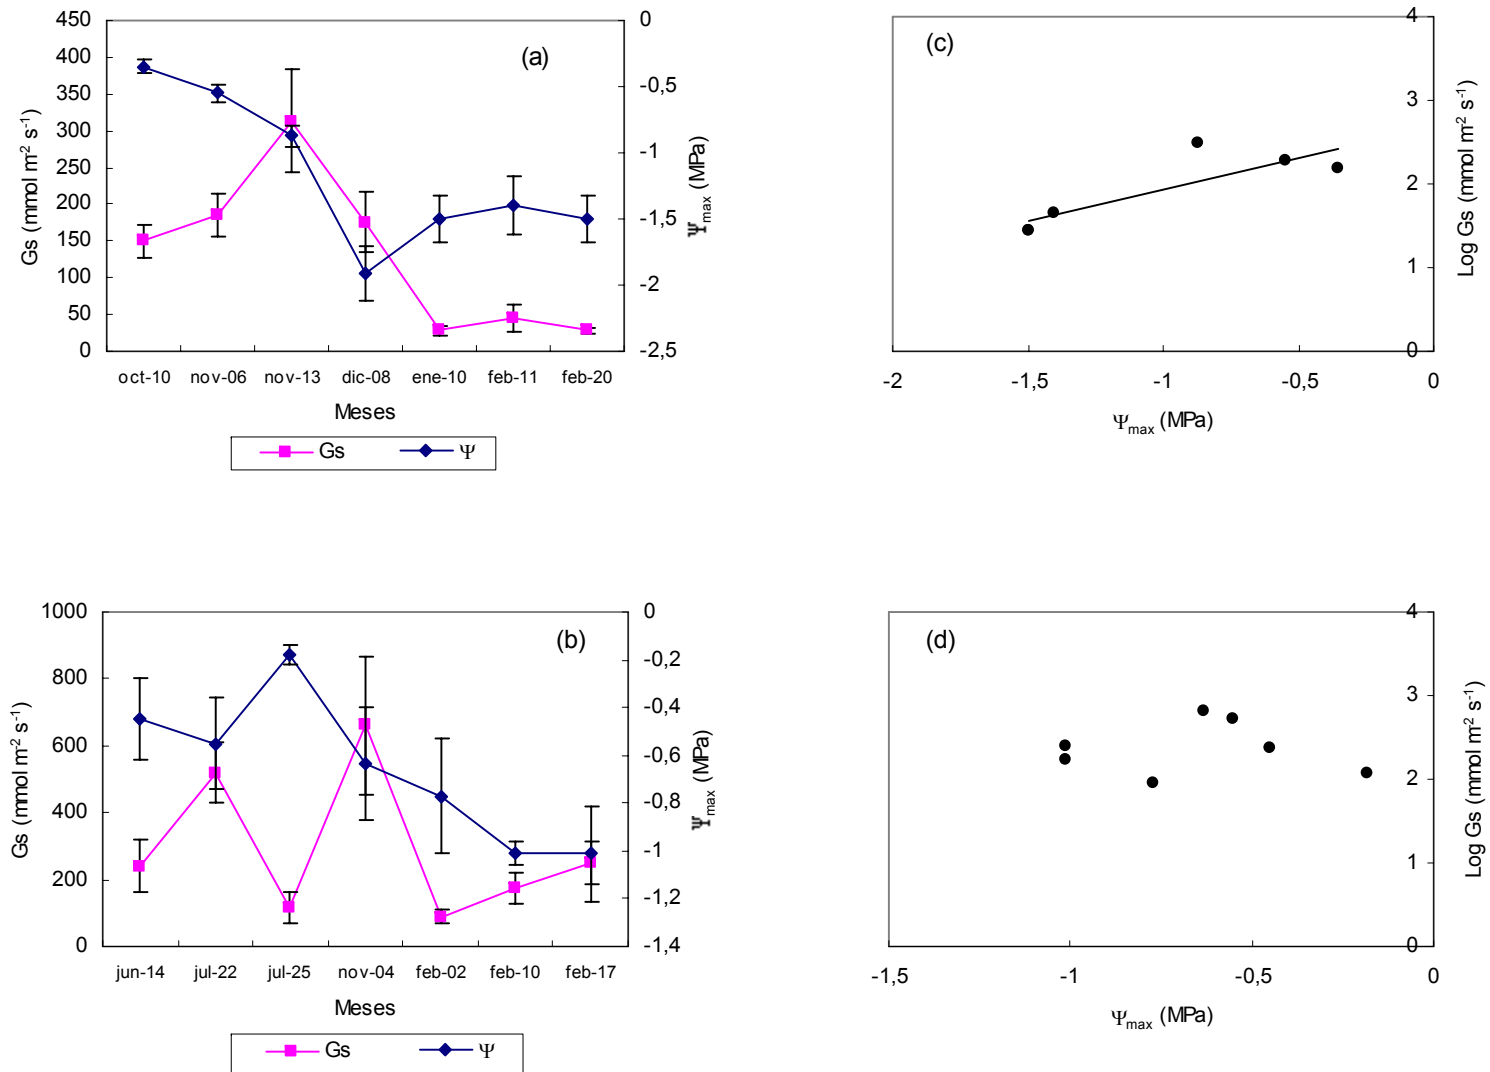 (a)
450
400
350
300
250
200
150
100
50
0
Gs (mmol m⁻² s⁻¹)
0
-0,5
-1
-1,5
-2
-2,5
Ψmax (MPa)
oct-10 nov-06 nov-13 dic-08 ene-10 feb-11 feb-20
Meses
Gs Ψ
(c)
4
3
2
1
0
Log Gs (mmol m⁻² s⁻¹)
-2 -1,5 -1 -0,5 0
Ψmax (MPa)
(b)
1000
800
600
400
200
0
Gs (mmol m⁻² s⁻¹)
0
-0,2
-0,4
-0,6
-0,8
-1
-1,2
-1,4
Ψmax (MPa)
jun-14 jul-22 jul-25 nov-04 feb-02 feb-10 feb-17
Meses
Gs Ψ
(d)
4
3
2
1
0
Log Gs (mmol m⁻² s⁻¹)
-1,5 -1 -0,5 0
Ψmax (MPa)